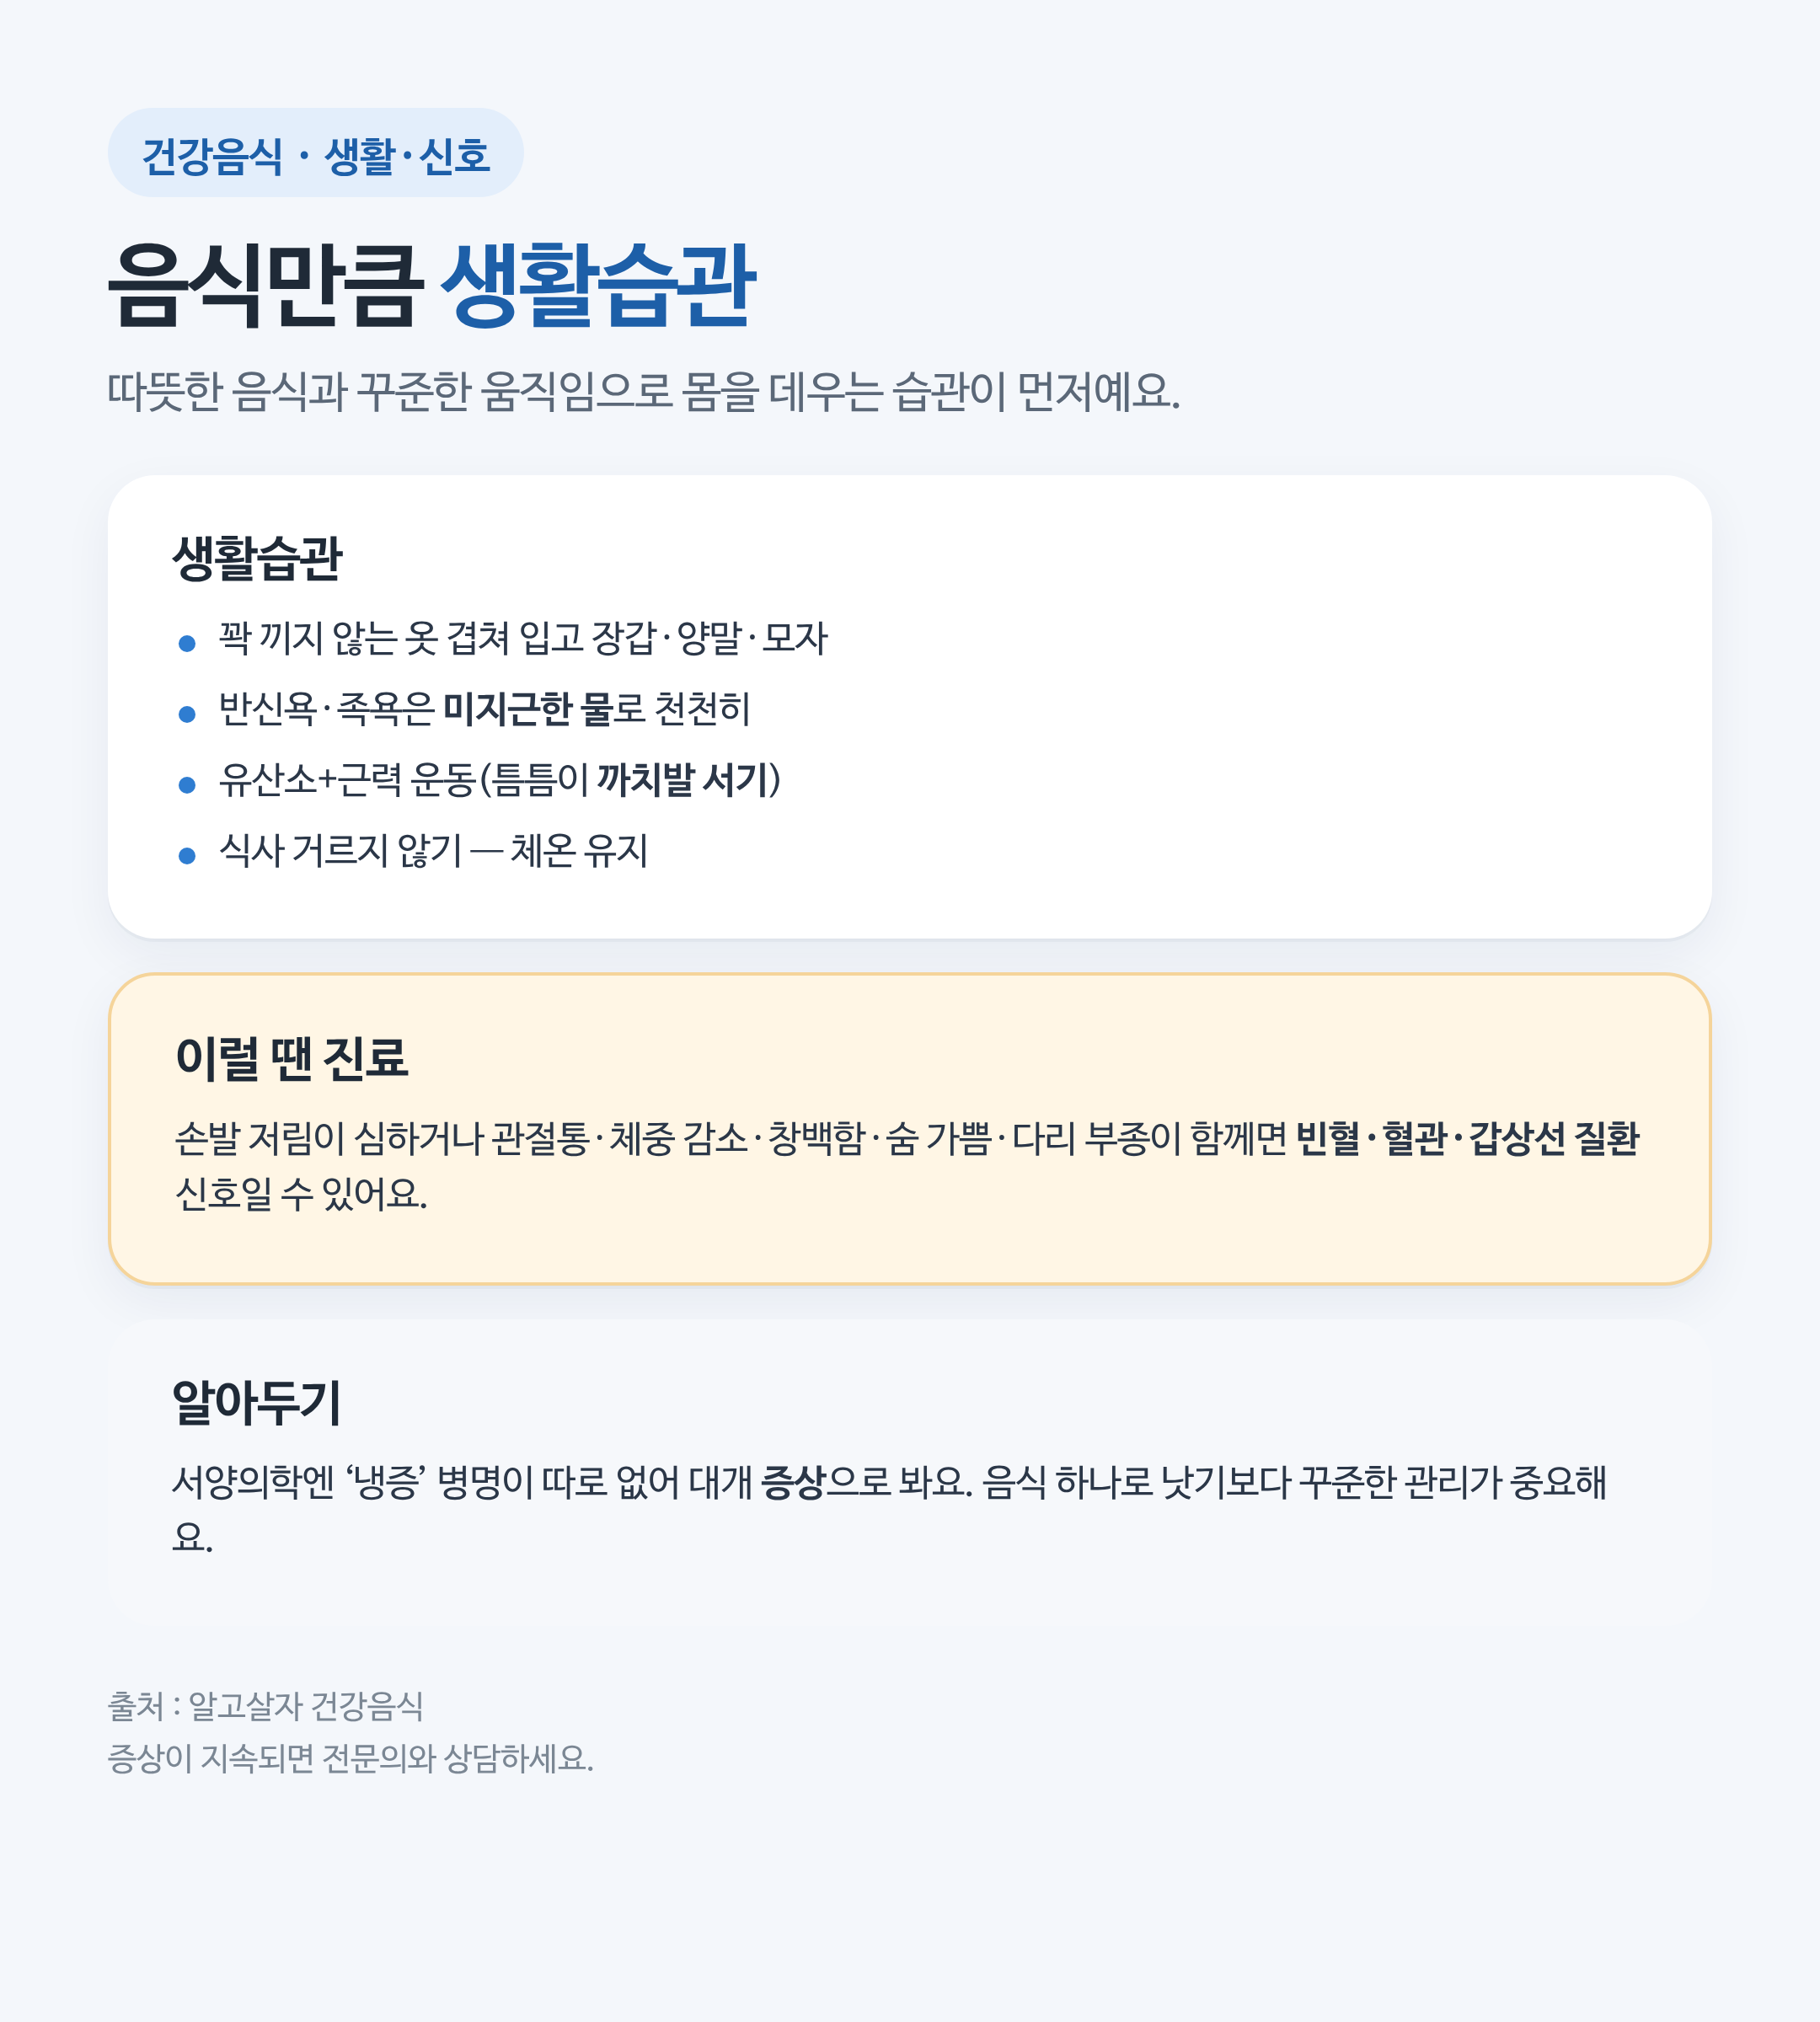 건강음식 · 생활·신호
음식만큼 생활습관
따뜻한 음식과 꾸준한 움직임으로 몸을 데우는 습관이 먼저예요.
생활습관
꽉 끼지 않는 옷 겹쳐 입고 장갑·양말·모자
반신욕·족욕은 미지근한 물로 천천히
유산소+근력 운동(틈틈이 까치발 서기)
식사 거르지 않기 — 체온 유지
이럴 땐 진료
손발 저림이 심하거나 관절통·체중 감소·창백함·숨 가쁨·다리 부종이 함께면 빈혈·혈관·갑상선 질환
신호일 수 있어요.
알아두기
서양의학엔 ‘냉증’ 병명이 따로 없어 대개 증상으로 봐요. 음식 하나로 낫기보다 꾸준한 관리가 중요해
요.
출처 : 알고살자 건강음식
증상이 지속되면 전문의와 상담하세요.